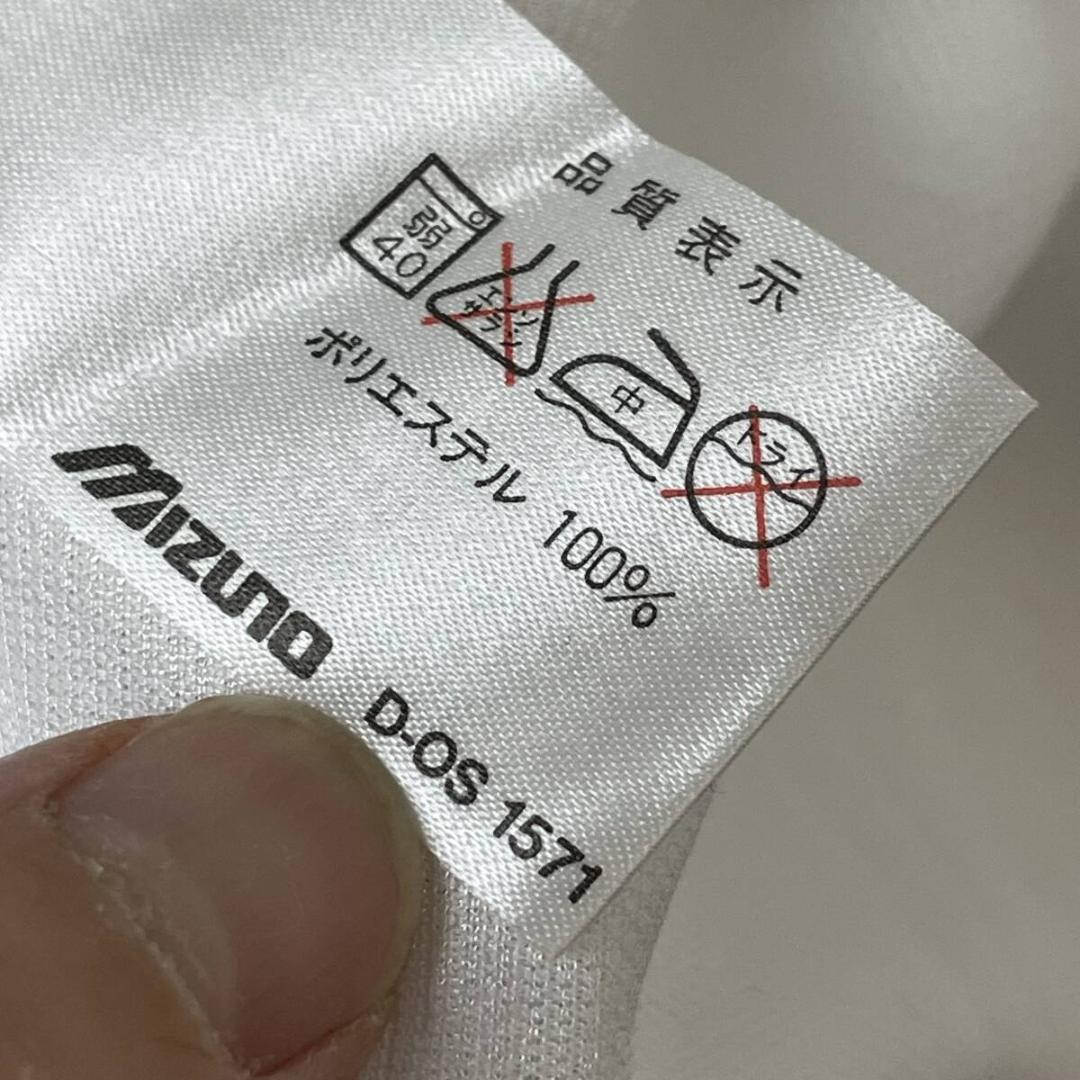 品質表示
弱
40
エンソ
サラシ
中
ドライ
ポリエステル 100%
MIZUNO
D-OS 1571